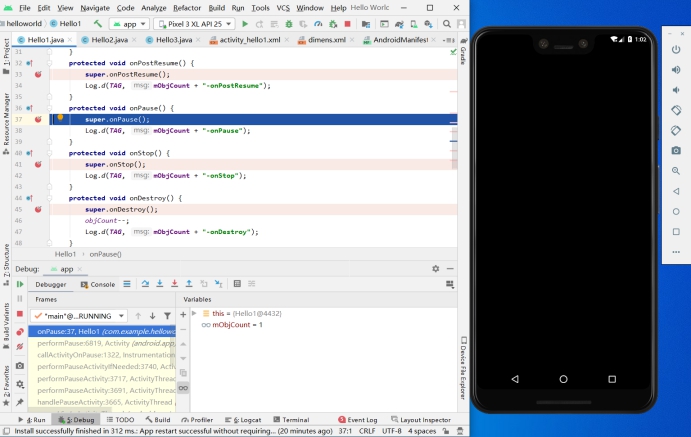 File Edit View Navigate Code Analyze Refactor Build Run Tools VCS Window Help Hello Worlc
helloworld Hello1 app Pixel 3 XL API 25
Hello1.java Hello2.java Hello3.java activity_hello1.xml dimens.xml AndroidManifest
1: Project
Resource Manager
Z: Structure
Build Variants
2: Favorites
Gradle
Device File Explorer
31 }
32 protected void onPostResume() {
33 super.onPostResume();
34 Log.d(TAG, msg: mObjCount + "-onPostResume");
35 }
36 protected void onPause() {
37 super.onPause();
38 Log.d(TAG, msg: mObjCount + "-onPause");
39 }
40 protected void onStop() {
41 super.onStop();
42 Log.d(TAG, msg: mObjCount + "-onStop");
43 }
44 protected void onDestroy() {
45 super.onDestroy();
46 objCount--;
47 Log.d(TAG, msg: mObjCount + "-onDestroy");
48 }
Hello1 › onPause()
Debug: app
Debugger Console
Frames Variables
"main"@...RUNNING
this = {Hello1@4432}
mObjCount = 1
onPause:37, Hello1 (com.example.hellowo
performPause:6819, Activity (android.app,
callActivityOnPause:1322, Instrumentation
performPauseActivityIfNeeded:3740, Activ
performPauseActivity:3717, ActivityThread
performPauseActivity:3691, ActivityThread
handlePauseActivity:3665, ActivityThread
4: Run 5: Debug TODO Build Profiler 6: Logcat Terminal Event Log Layout Inspector
Install successfully finished in 312 ms.: App restart successful without requiring... (20 minutes ago) 37:1 CRLF UTF-8 4 spaces
1:02